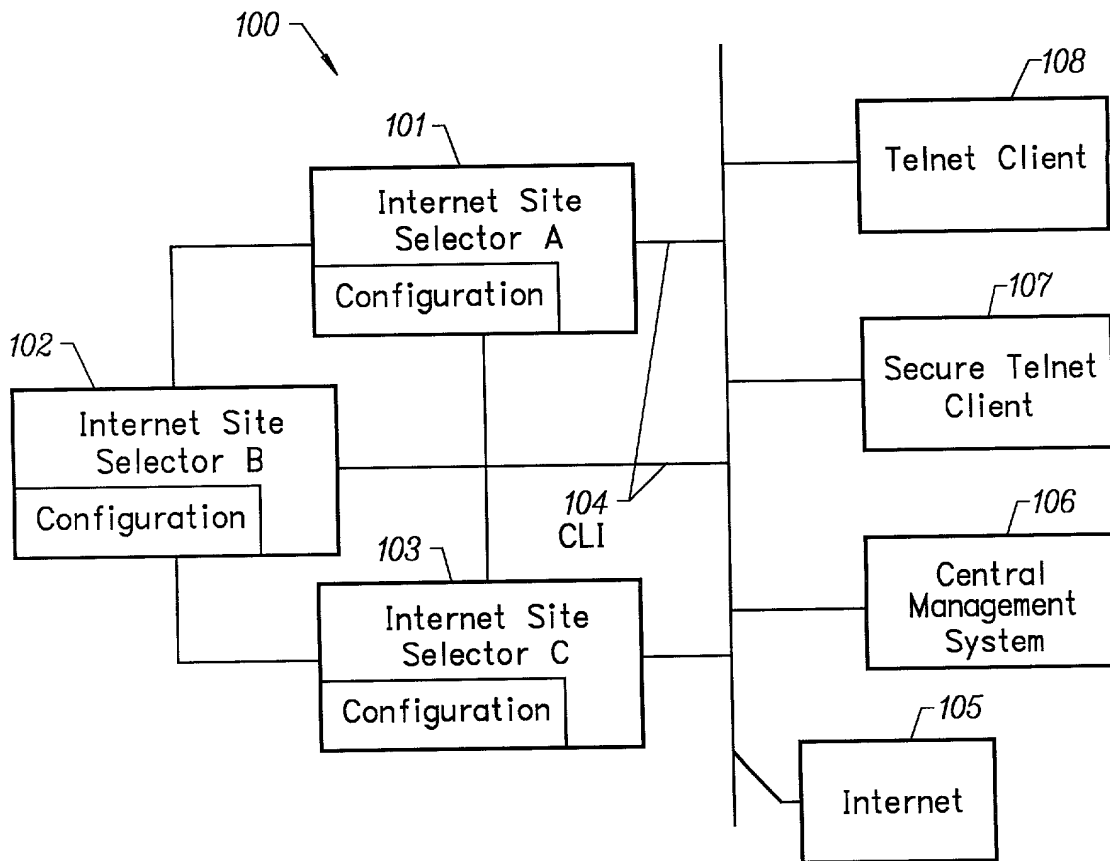 100
101
Internet Site
Selector A
Configuration
102
Internet Site
Selector B
Configuration
103
Internet Site
Selector C
Configuration
104
CLI
108
Telnet Client
107
Secure Telnet
Client
106
Central
Management
System
105
Internet